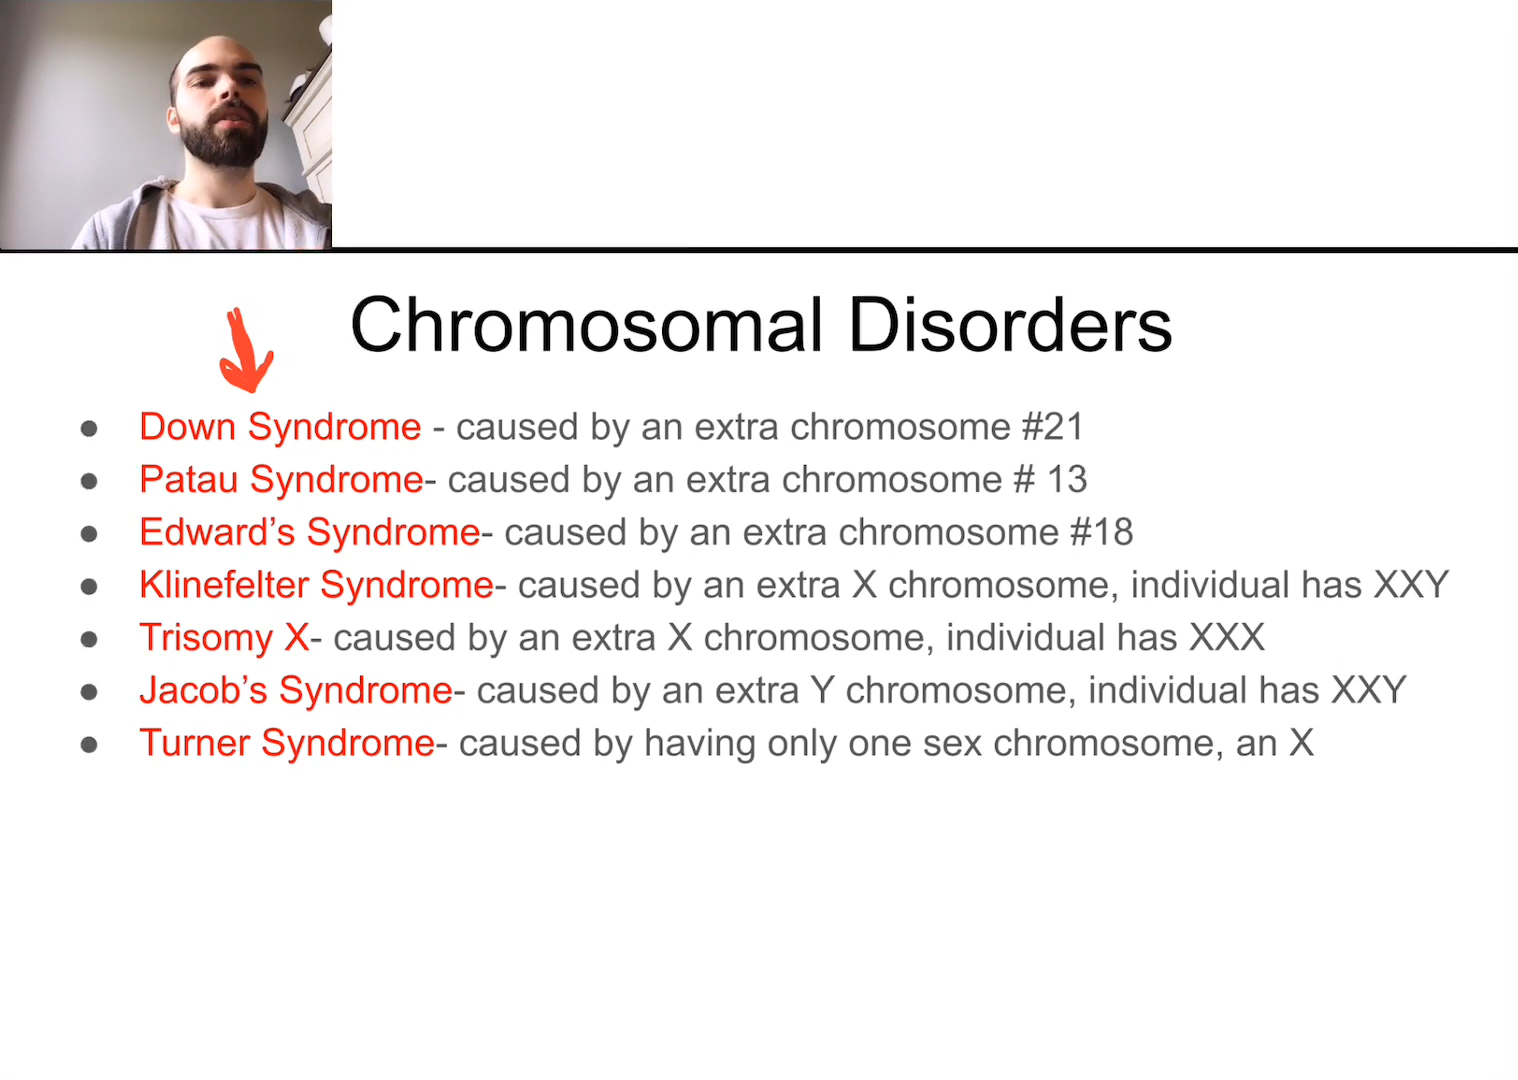 Chromosomal Disorders
● Down Syndrome - caused by an extra chromosome #21
● Patau Syndrome- caused by an extra chromosome # 13
● Edward’s Syndrome- caused by an extra chromosome #18
● Klinefelter Syndrome- caused by an extra X chromosome, individual has XXY
● Trisomy X- caused by an extra X chromosome, individual has XXX
● Jacob’s Syndrome- caused by an extra Y chromosome, individual has XXY
● Turner Syndrome- caused by having only one sex chromosome, an X